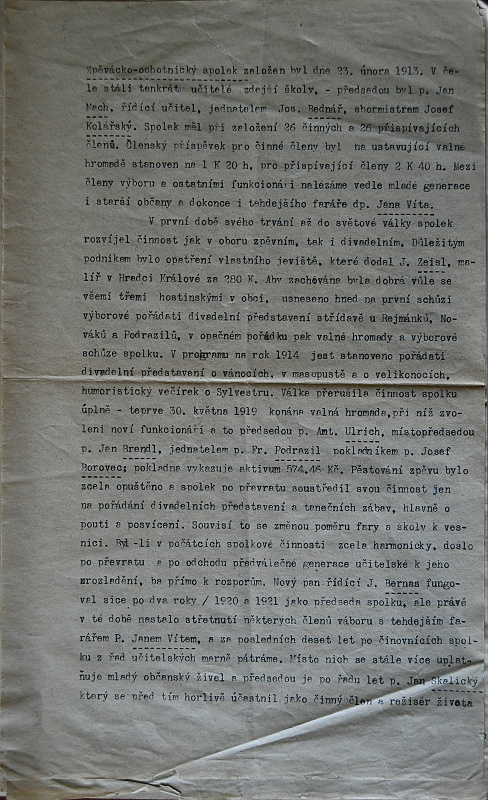 Zpěvácko-ochotnický spolek založen byl dne 23. února 1913. V če-
le stáli tenkrát učitelé zdejší školy, - předsedou byl p. Jan
Mach, řídící učitel, jednatelem Jos. Bednář, sbormistrem Josef
Kolářský. Spolek měl při založení 26 činných a 26 přispívajících
členů. Členský příspěvek pro činné členy byl na ustavující valné
hromadě stanoven na 1 K 20 h, pro přispívající členy 2 K 40 h. Mezi
členy výboru a ostatními funkcionáři nalézáme vedle mladé generace
i starší občany a dokonce i tehdejšího faráře dp. Jana Víta.
V první době svého trvání až do světové války spolek
rozvíjel činnost jak v oboru zpěvním, tak i divadelním. Důležitým
podnikem bylo opatření vlastního jeviště, které dodal J. Zeisl, ma-
líř v Hradci Králové za 280 K. Aby zachována byla dobrá vůle se
všemi třemi hostinskými v obci, usneseno hned na první schůzi
výborové pořádati divadelní představení střídavě u Rejmánků, No-
váků a Podrazilů, v opačném pořádku pak valné hromady a výborové
schůze spolku. V programu na rok 1914 jest stanoveno pořádati
divadelní představení o vánocích, v masopustě a o velikonocích,
humoristický večírek o Sylvestru. Válka přerušila činnost spolku
úplně - teprve 30. května 1919 konána valná hromada, při níž zvo-
leni noví funkcionáři a to předsedou p. Ant. Ulrich, místopředsedou
p. Jan Brendl, jednatelem p. Fr. Podrazil pokladníkem p. Josef
Borovec; pokladna vykazuje aktivum 574.46 Kč. Pěstování zpěvu bylo
zcela opuštěno a spolek po převratu soustředil svou činnost jen
na pořádání divadelních představení a tanečních zábav, hlavně o
pouti a posvícení. Souvisí to se změnou poměru fary a školy k ves-
nici. Byl-li v počátcích spolkové činnosti zcela harmonický, došlo
po převratu a po odchodu předválečné generace učitelské k jeho
mrozladění, ba přímo k rozporům. Nový pan řídící J. Bernas fungo-
val sice po dva roky / 1920 a 1921 jako předseda spolku, ale právě
v té době nastalo střetnutí některých členů výboru s tehdejším fa-
rářem P. Janem Vítem, a za posledních deset let po činovnících spol-
ku z řad učitelských marně pátráme. Místo nich se stále více uplat-
ňuje mladý občanský živel a předsedou je po řadu let p. Jan Skalický
který se před tím horlivě účastnil jako činný člen a režisér života